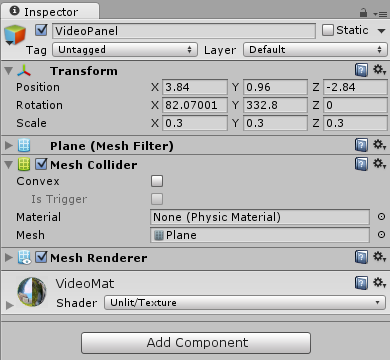 Inspector
VideoPanel Static
Tag Untagged Layer Default
Transform
Position X 3.84 Y 0.96 Z -2.84
Rotation X 82.07001 Y 332.8 Z 0
Scale X 0.3 Y 0.3 Z 0.3
Plane (Mesh Filter)
Mesh Collider
Convex
Is Trigger
Material None (Physic Material)
Mesh Plane
Mesh Renderer
VideoMat
Shader Unlit/Texture
Add Component